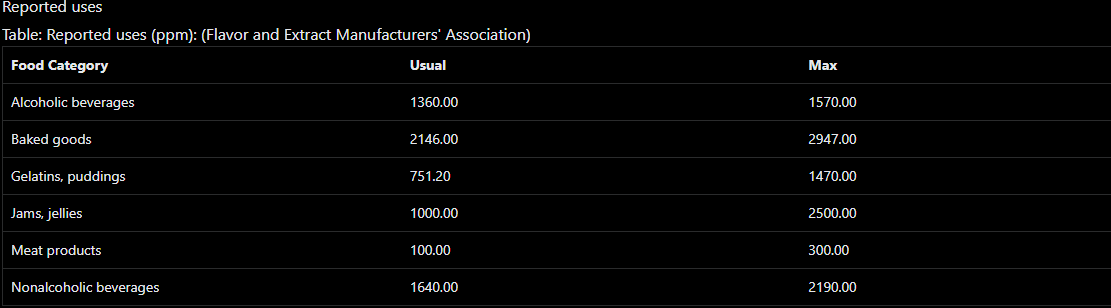 Reported uses
Table: Reported uses (ppm): (Flavor and Extract Manufacturers' Association)
Food Category Usual Max
Alcoholic beverages 1360.00 1570.00
Baked goods 2146.00 2947.00
Gelatins, puddings 751.20 1470.00
Jams, jellies 1000.00 2500.00
Meat products 100.00 300.00
Nonalcoholic beverages 1640.00 2190.00